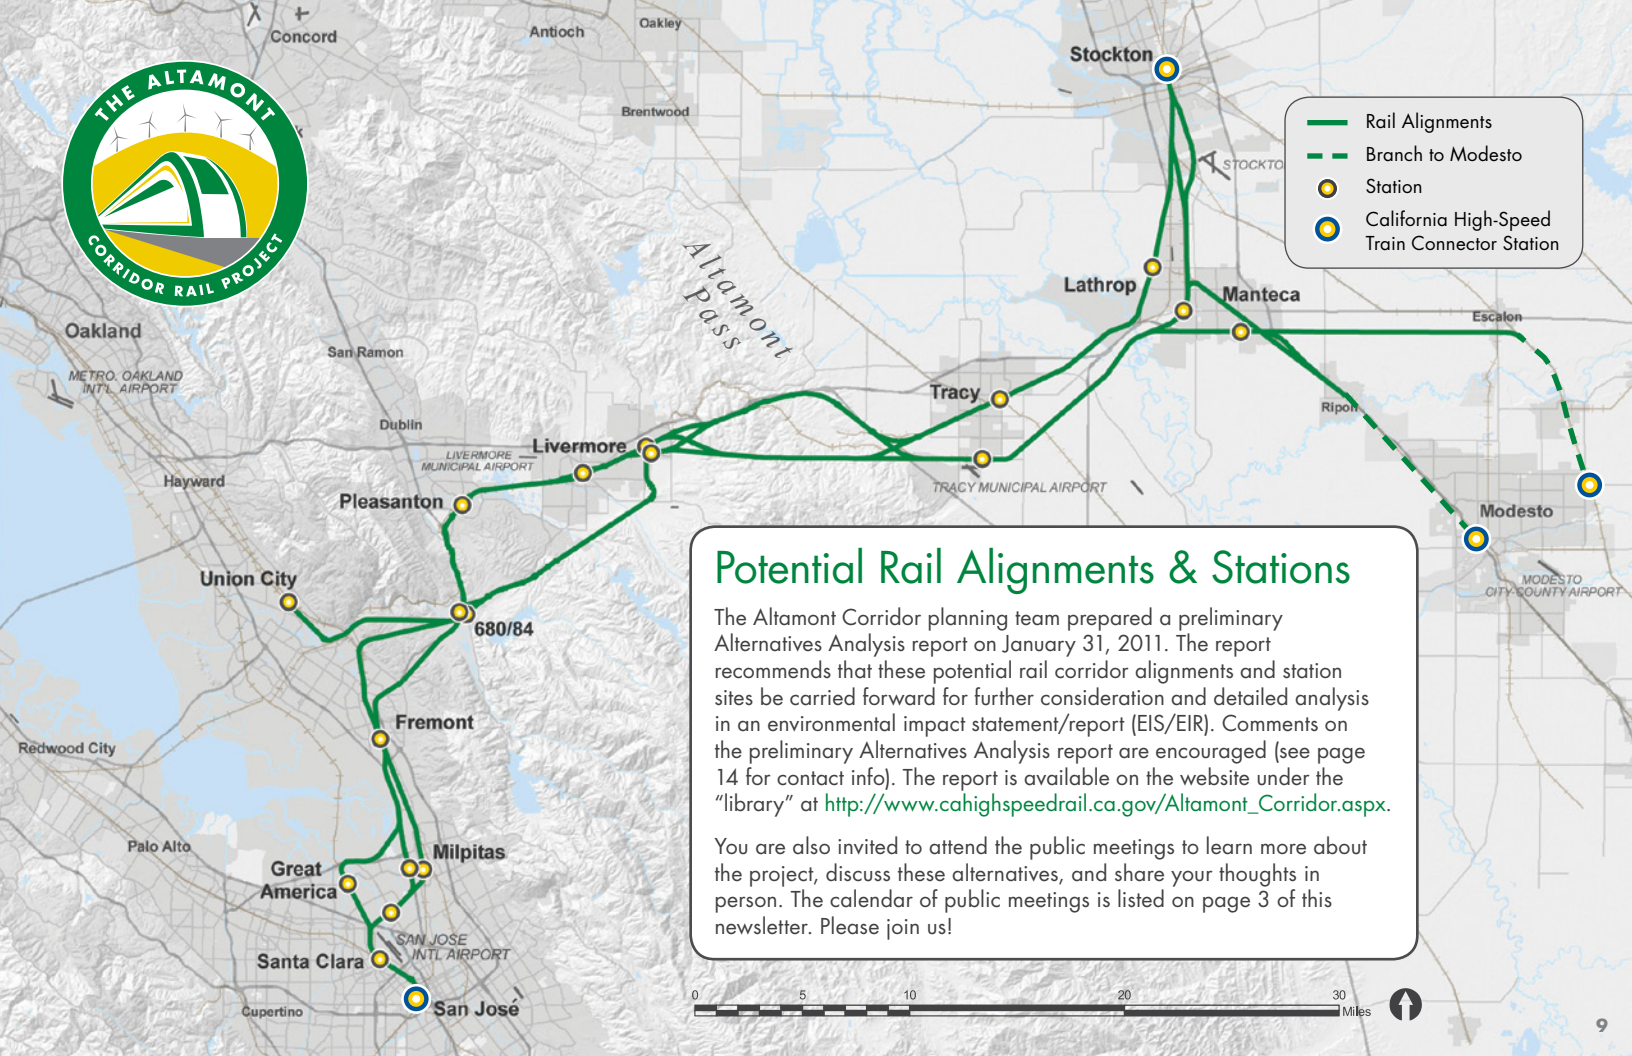 THE ALTAMONT
CORRIDOR RAIL PROJECT
Concord
Antioch
Oakley
Brentwood
Stockton
Rail Alignments
Branch to Modesto
Station
California High-Speed
Train Connector Station
STOCKTO
Altamont
Pass
Lathrop
Manteca
Escalon
Oakland
METRO. OAKLAND
INT'L. AIRPORT
San Ramon
Dublin
Tracy
Ripon
Livermore
LIVERMORE
MUNICIPAL AIRPORT
Hayward
Pleasanton
TRACY MUNICIPAL AIRPORT
Modesto
MODESTO
CITY-COUNTY AIRPORT
Union City
680/84
Potential Rail Alignments & Stations
The Altamont Corridor planning team prepared a preliminary
Alternatives Analysis report on January 31, 2011. The report
recommends that these potential rail corridor alignments and station
sites be carried forward for further consideration and detailed analysis
in an environmental impact statement/report (EIS/EIR). Comments on
the preliminary Alternatives Analysis report are encouraged (see page
14 for contact info). The report is available on the website under the
“library” at http://www.cahighspeedrail.ca.gov/Altamont_Corridor.aspx.
You are also invited to attend the public meetings to learn more about
the project, discuss these alternatives, and share your thoughts in
person. The calendar of public meetings is listed on page 3 of this
newsletter. Please join us!
Fremont
Redwood City
Palo Alto
Milpitas
Great
America
SAN JOSE
INTL AIRPORT
Santa Clara
San José
Cupertino
0 5 10 20 30
Miles
9